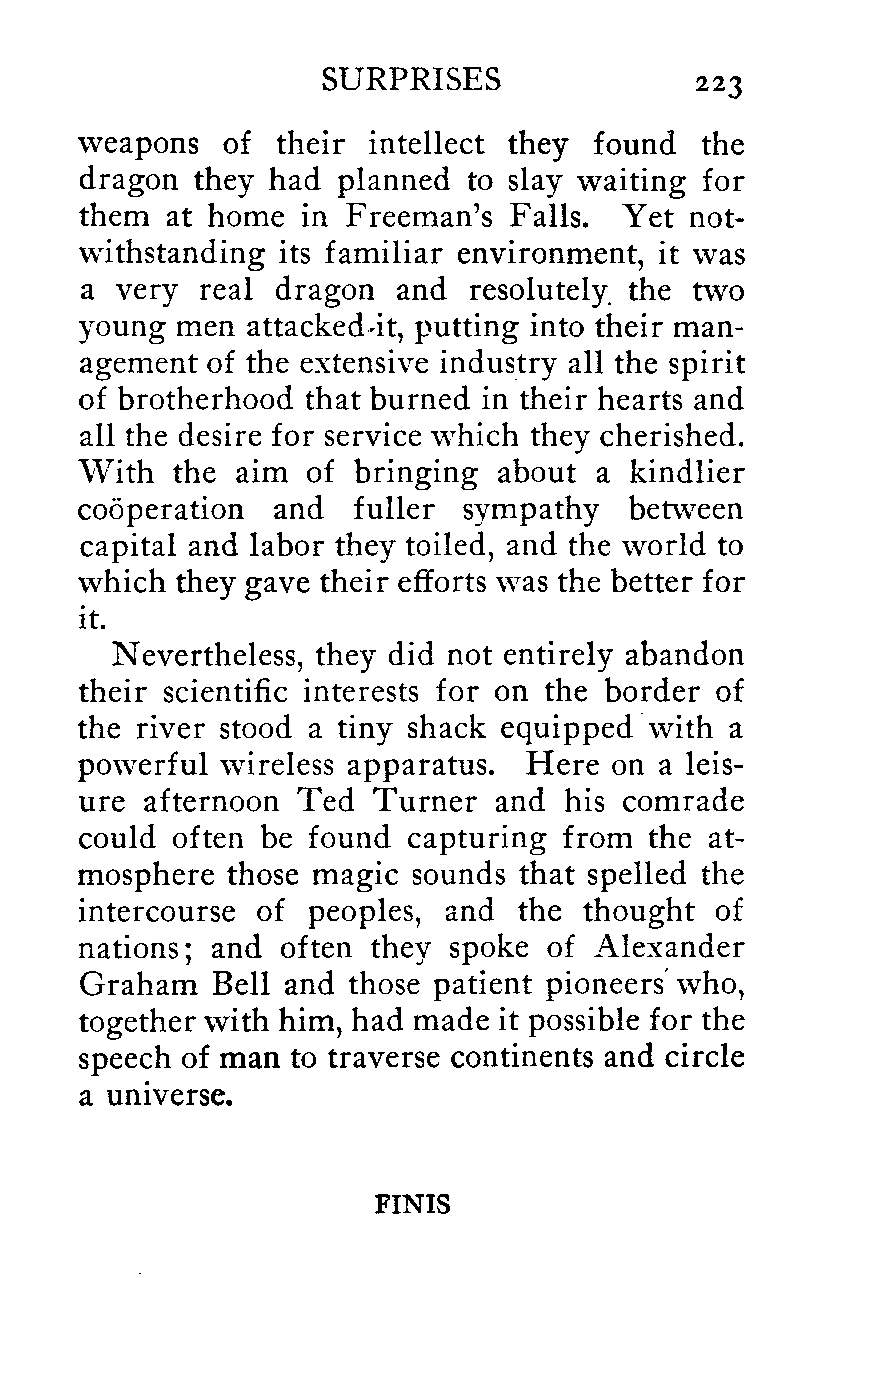 SURPRISES 223
weapons of their intellect they found the
dragon they had planned to slay waiting for
them at home in Freeman's Falls. Yet not-
withstanding its familiar environment, it was
a very real dragon and resolutely the two
young men attacked it, putting into their man-
agement of the extensive industry all the spirit
of brotherhood that burned in their hearts and
all the desire for service which they cherished.
With the aim of bringing about a kindlier
coöperation and fuller sympathy between
capital and labor they toiled, and the world to
which they gave their efforts was the better for
it.
Nevertheless, they did not entirely abandon
their scientific interests for on the border of
the river stood a tiny shack equipped with a
powerful wireless apparatus. Here on a leis-
ure afternoon Ted Turner and his comrade
could often be found capturing from the at-
mosphere those magic sounds that spelled the
intercourse of peoples, and the thought of
nations; and often they spoke of Alexander
Graham Bell and those patient pioneers who,
together with him, had made it possible for the
speech of man to traverse continents and circle
a universe.
FINIS